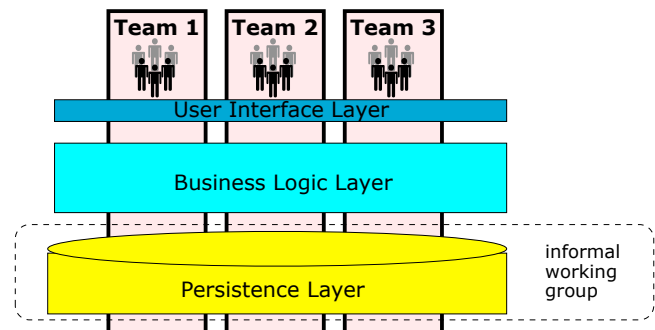 Team 1 Team 2 Team 3
User Interface Layer
Business Logic Layer
informal
working
group
Persistence Layer